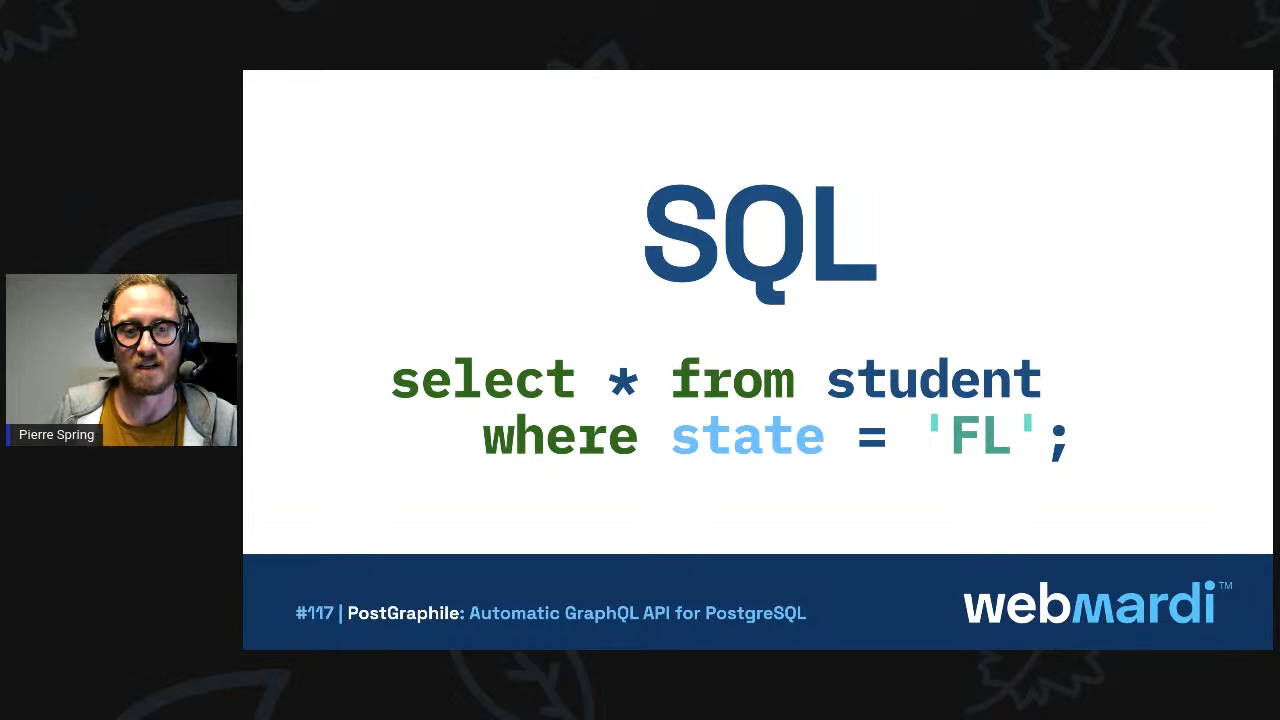 SQL
select * from student
where state = 'FL';
Pierre Spring
#117 | PostGraphile: Automatic GraphQL API for PostgreSQL
webmardi™